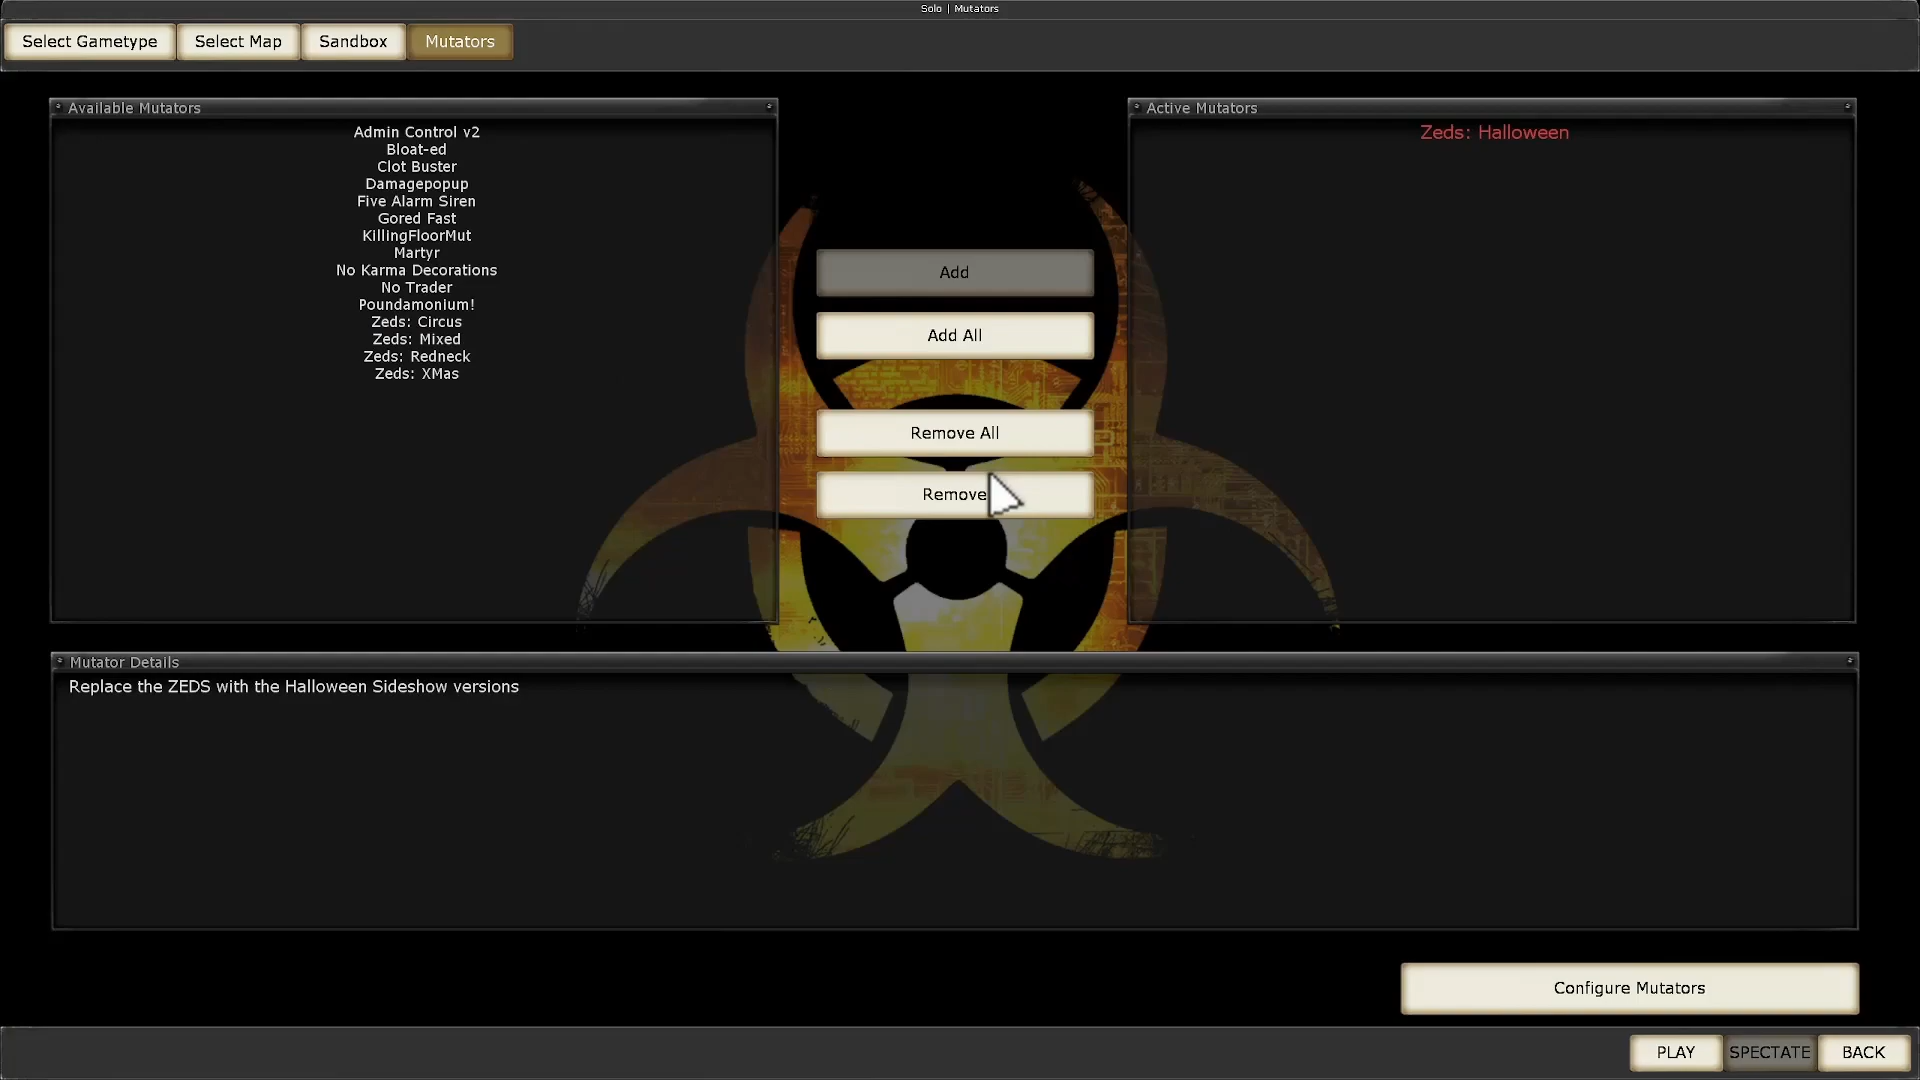 Solo | Mutators
Select Gametype
Select Map
Sandbox
Mutators
Available Mutators
Admin Control v2
Bloat-ed
Clot Buster
Damagepopup
Five Alarm Siren
Gored Fast
KillingFloorMut
Martyr
No Karma Decorations
No Trader
Poundamonium!
Zeds: Circus
Zeds: Mixed
Zeds: Redneck
Zeds: XMas
Add
Add All
Remove All
Remove
Active Mutators
Zeds: Halloween
Mutator Details
Replace the ZEDS with the Halloween Sideshow versions
Configure Mutators
PLAY
SPECTATE
BACK